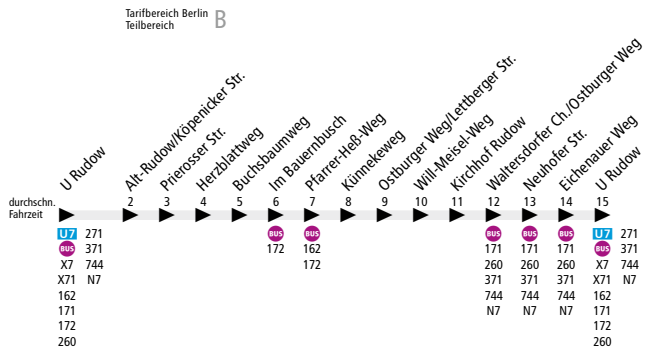 Tarifbereich Berlin
Teilbereich B
U Rudow
Alt-Rudow/Köpenicker Str.
Prierosser Str.
Herzblattweg
Buchsbaumweg
Im Bauernbusch
Pfarrer-Heß-Weg
Künnekeweg
Ostburger Weg/Lettberger Str.
Will-Meisel-Weg
Kirchhof Rudow
Waltersdorfer Ch./Ostburger Weg
Neuhofer Str.
Eichenauer Weg
U Rudow
durchschn. 2 3 4 5 6 7 8 9 10 11 12 13 14 15
Fahrzeit
U7 271 BUS BUS BUS BUS BUS U7 271
BUS 371 172 162 171 171 171 BUS 371
X7 744 172 260 260 260 X7 744
X71 N7 371 371 371 X71 N7
162 744 744 744 162
171 N7 N7 N7 171
172 172
260 260